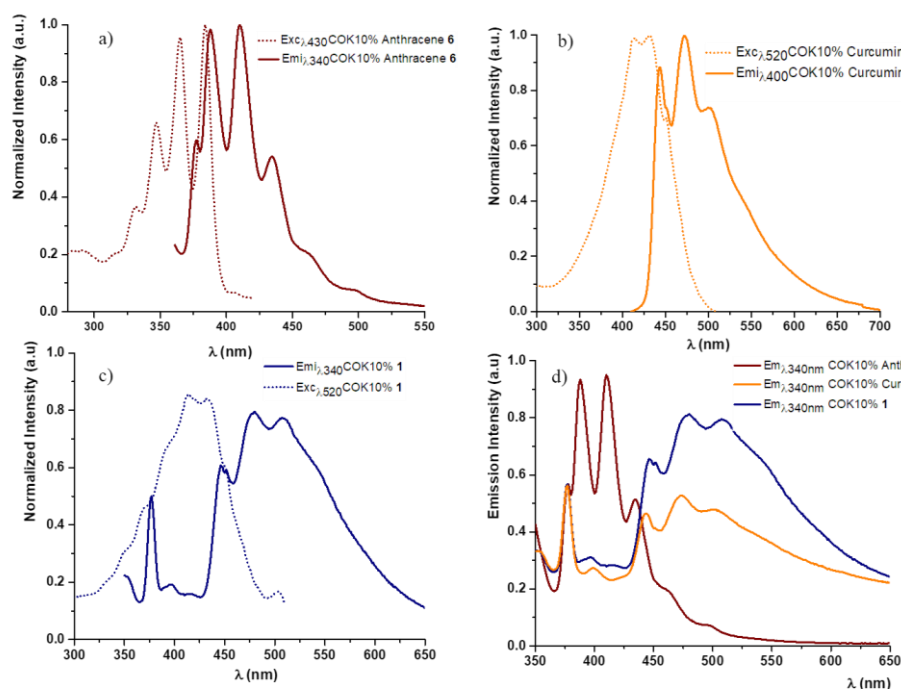 a)
Exc λ430 COK10% Anthracene 6
Emi λ340 COK10% Anthracene 6
Normalized Intensity (a.u.)
1.0
0.8
0.6
0.4
0.2
0.0
300 350 400 450 500 550
λ (nm)
b)
Exc λ520 COK10% Curcumin
Emi λ400 COK10% Curcumin
Normalized Intensity (a.u.)
1.0
0.8
0.6
0.4
0.2
0.0
300 350 400 450 500 550 600 650 700
λ (nm)
c)
Emi λ340 COK10% 1
Exc λ520 COK10% 1
Normalized Intensity (a.u)
1.0
0.8
0.6
0.4
0.2
0.0
300 350 400 450 500 550 600 650
λ (nm)
d)
Em λ340nm COK10% Ant
Em λ340nm COK10% Cur
Em λ340nm COK10% 1
Emission Intensity (a.u)
1.0
0.8
0.6
0.4
0.2
0.0
350 400 450 500 550 600 650
λ (nm)